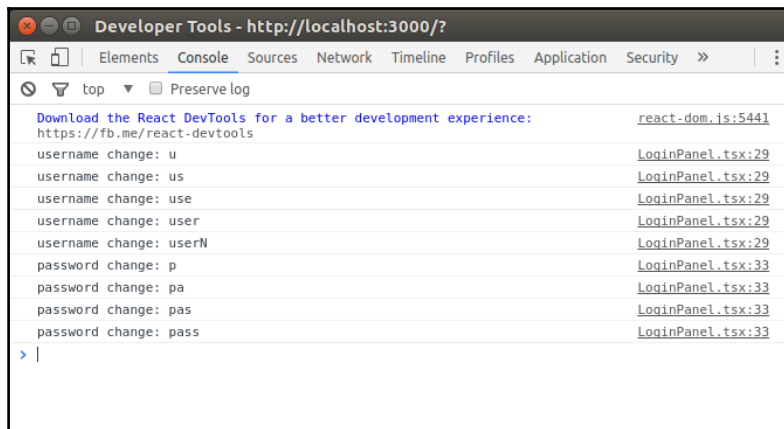 Developer Tools - http://localhost:3000/?
Elements Console Sources Network Timeline Profiles Application Security »
top ▼ Preserve log
Download the React DevTools for a better development experience: react-dom.js:5441
https://fb.me/react-devtools
username change: u LoginPanel.tsx:29
username change: us LoginPanel.tsx:29
username change: use LoginPanel.tsx:29
username change: user LoginPanel.tsx:29
username change: userN LoginPanel.tsx:29
password change: p LoginPanel.tsx:33
password change: pa LoginPanel.tsx:33
password change: pas LoginPanel.tsx:33
password change: pass LoginPanel.tsx:33
>